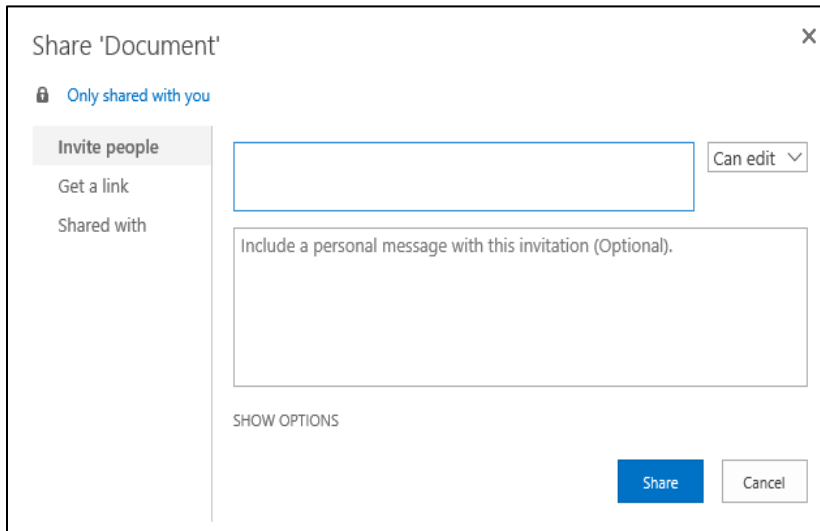 Share 'Document'
Only shared with you
Invite people
Can edit
Get a link
Shared with
Include a personal message with this invitation (Optional).
SHOW OPTIONS
Share
Cancel